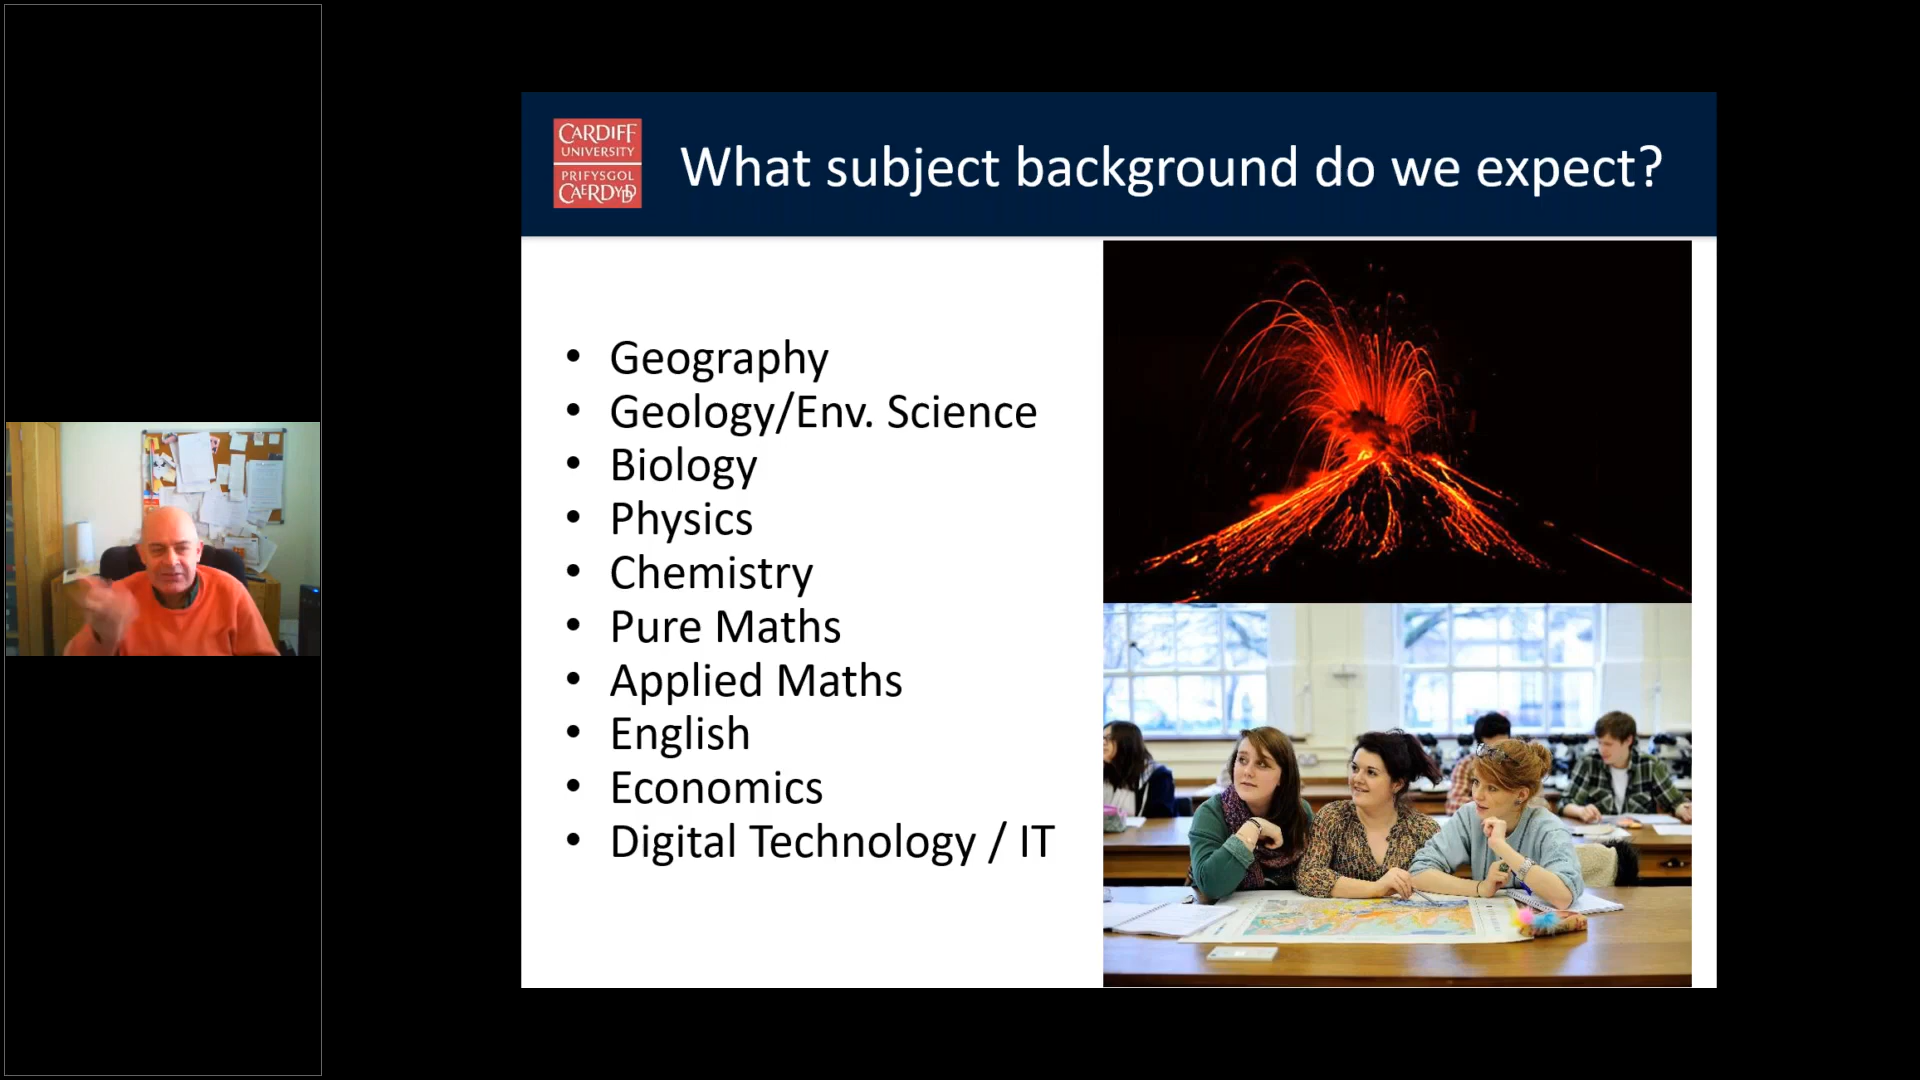 CARDIFF
UNIVERSITY
PRIFYSGOL
CAERDYDD
What subject background do we expect?
• Geography
• Geology/Env. Science
• Biology
• Physics
• Chemistry
• Pure Maths
• Applied Maths
• English
• Economics
• Digital Technology / IT